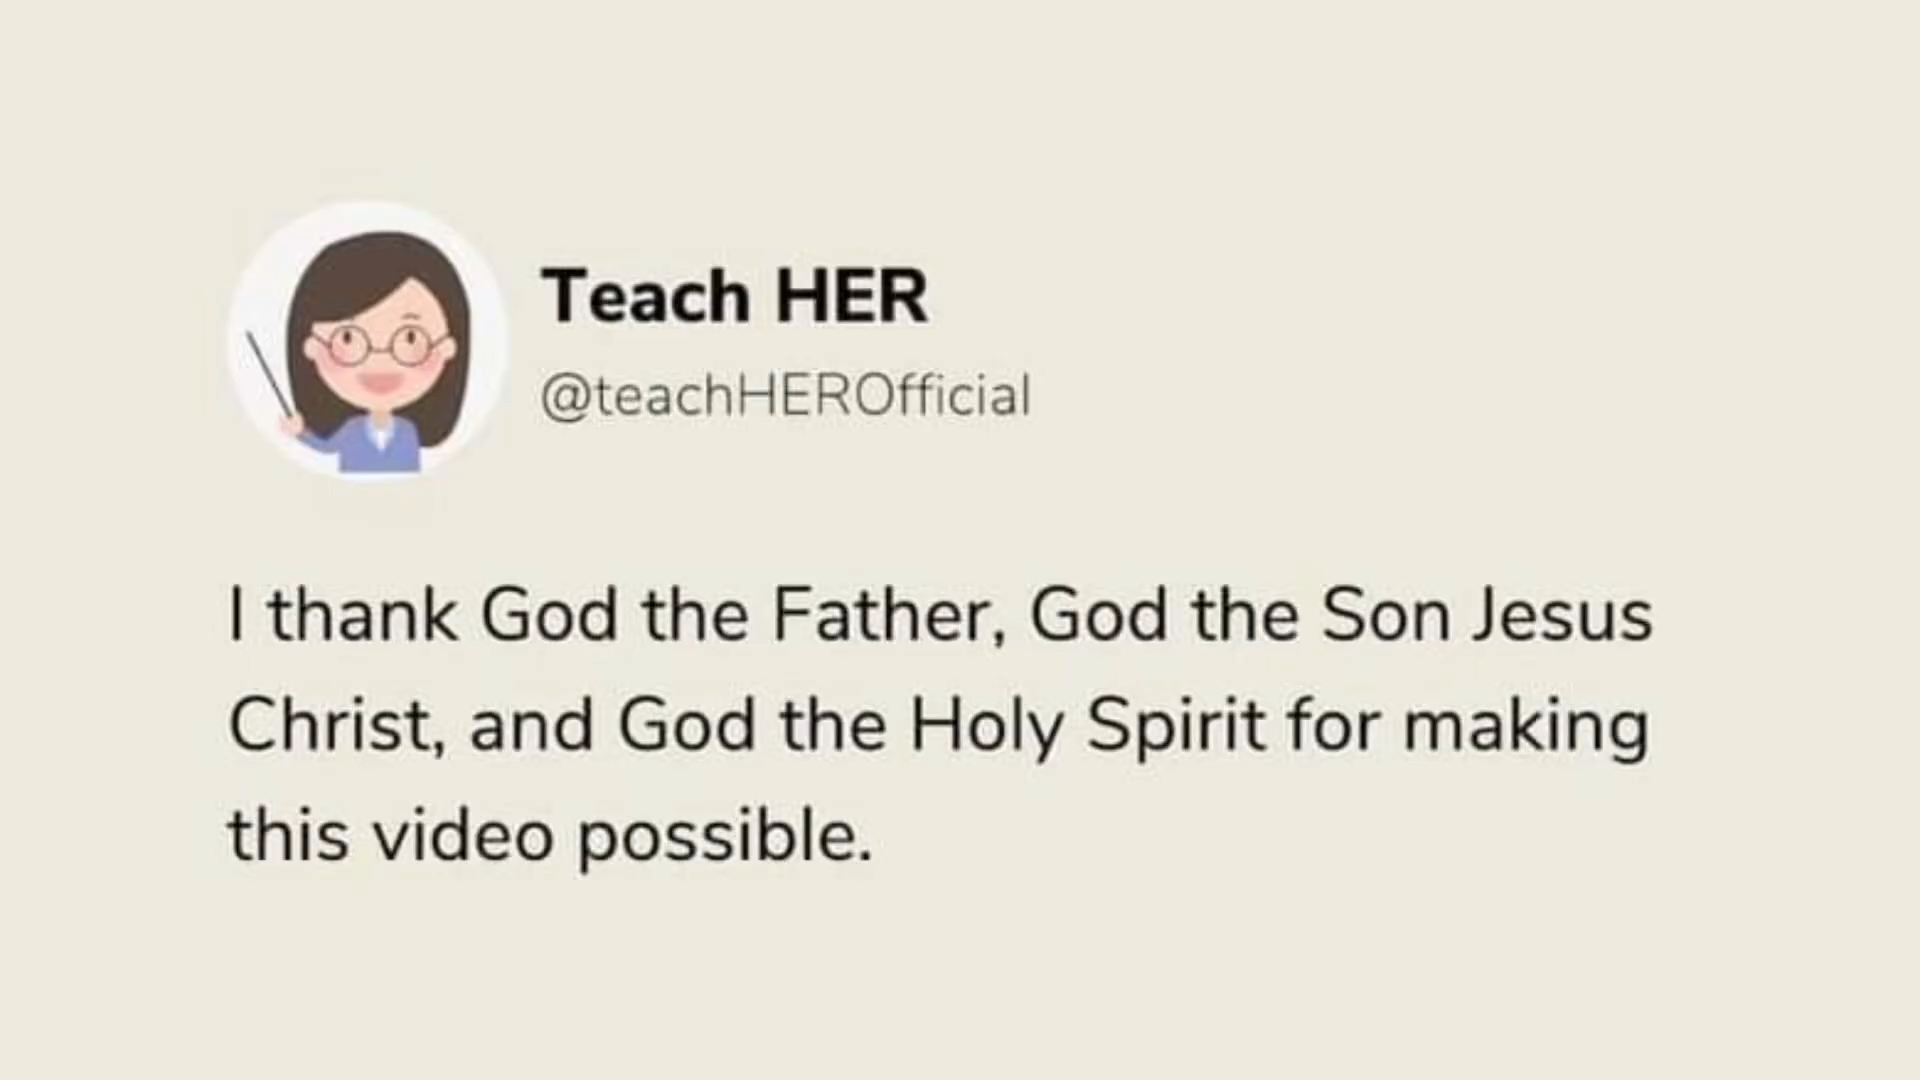 Teach HER
@teachHEROfficial
I thank God the Father, God the Son Jesus
Christ, and God the Holy Spirit for making
this video possible.